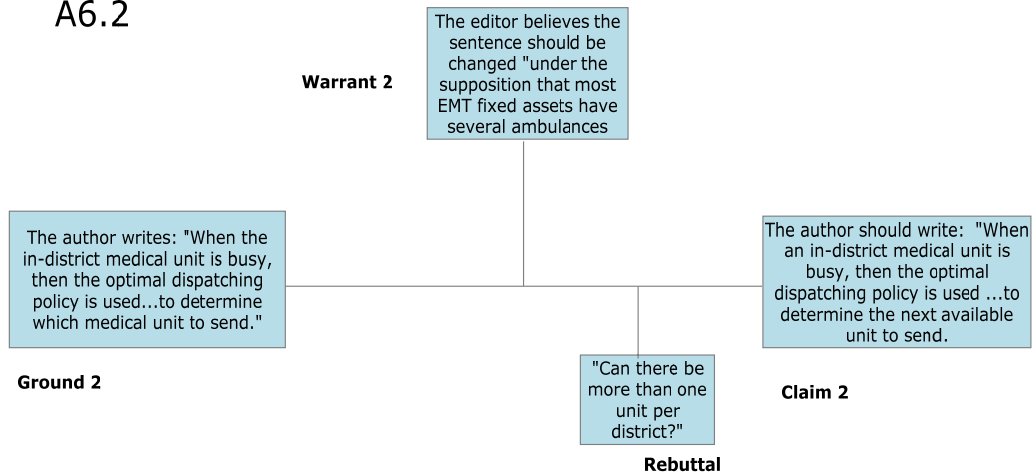 A6.2
The editor believes the
sentence should be
changed "under the
supposition that most
EMT fixed assets have
several ambulances
Warrant 2
The author writes: "When the
in-district medical unit is busy,
then the optimal dispatching
policy is used...to determine
which medical unit to send."
Ground 2
The author should write:  "When
an in-district medical unit is
busy, then the optimal
dispatching policy is used ...to
determine the next available
unit to send.
Claim 2
"Can there be
more than one
unit per
district?"
Rebuttal